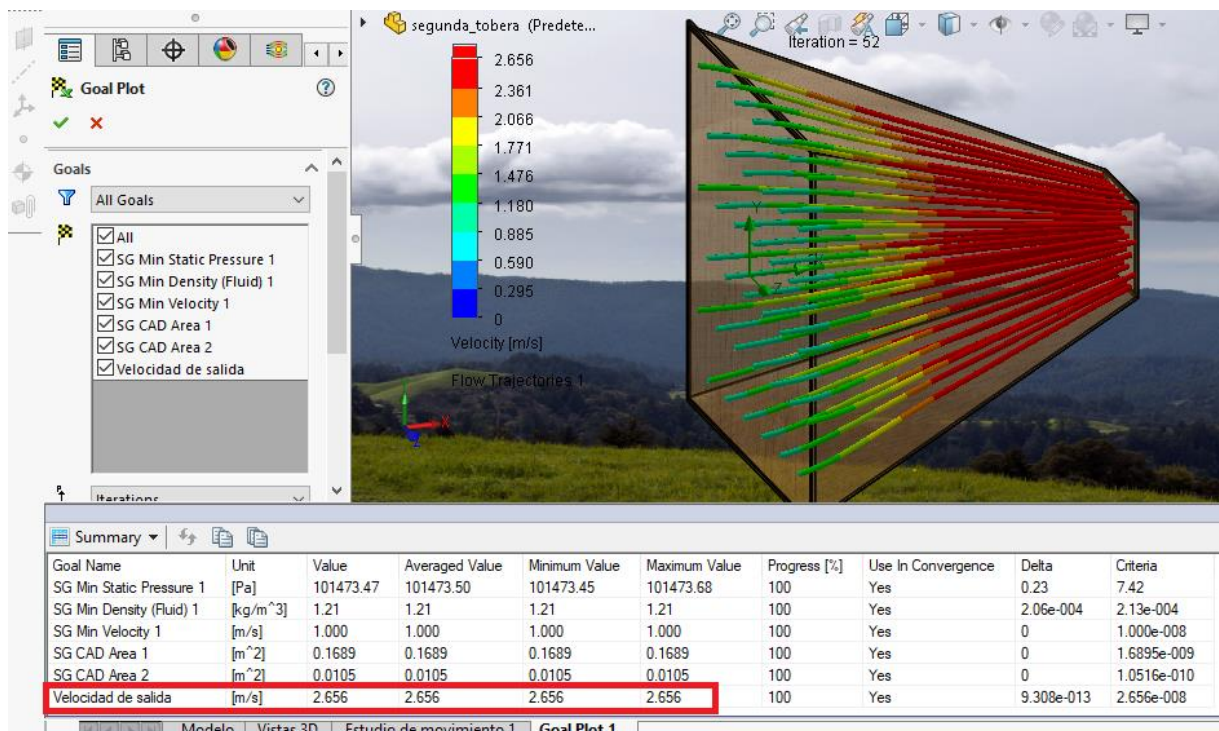 segunda_tobera (Predete...
Iteration = 52
Goal Plot
Goals
All Goals
All
SG Min Static Pressure 1
SG Min Density (Fluid) 1
SG Min Velocity 1
SG CAD Area 1
SG CAD Area 2
Velocidad de salida
Iterations
2.656
2.361
2.066
1.771
1.476
1.180
0.885
0.590
0.295
0
Velocity [m/s]
Flow Trajectories 1
Y
Z
X
Z
Summary
Goal Name Unit Value Averaged Value Minimum Value Maximum Value Progress [%] Use In Convergence Delta Criteria
SG Min Static Pressure 1 [Pa] 101473.47 101473.50 101473.45 101473.68 100 Yes 0.23 7.42
SG Min Density (Fluid) 1 [kg/m^3] 1.21 1.21 1.21 1.21 100 Yes 2.06e-004 2.13e-004
SG Min Velocity 1 [m/s] 1.000 1.000 1.000 1.000 100 Yes 0 1.000e-008
SG CAD Area 1 [m^2] 0.1689 0.1689 0.1689 0.1689 100 Yes 0 1.6895e-009
SG CAD Area 2 [m^2] 0.0105 0.0105 0.0105 0.0105 100 Yes 0 1.0516e-010
Velocidad de salida [m/s] 2.656 2.656 2.656 2.656 100 Yes 9.308e-013 2.656e-008
Modelo Vistas 3D Estudio de movimiento 1 Goal Plot 1